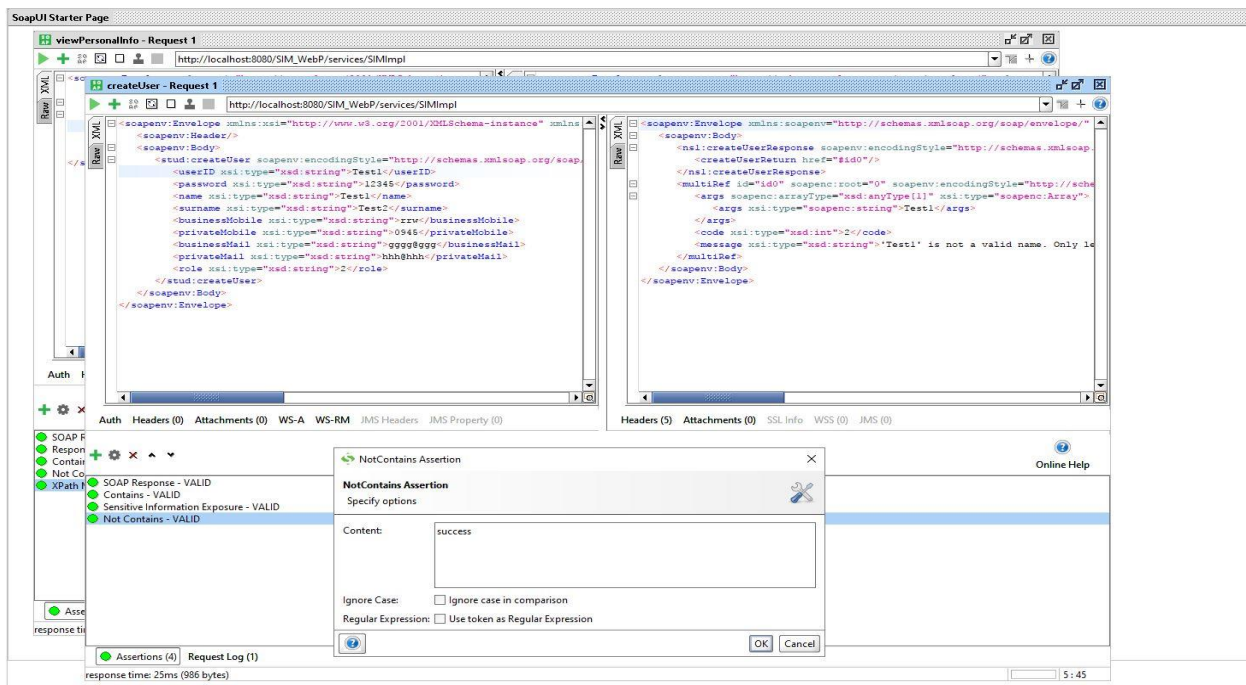 SoapUI Starter Page
viewPersonalInfo - Request 1
http://localhost:8080/SIM_WebP/services/SIMImpl
XML
Raw
createUser - Request 1
http://localhost:8080/SIM_WebP/services/SIMImpl
XML
Raw
<soapenv:Envelope xmlns:xsi="http://www.w3.org/2001/XMLSchema-instance" xmlns
<soapenv:Header/>
<soapenv:Body>
<stud:createUser soapenv:encodingStyle="http://schemas.xmlsoap.org/soap/
<userID xsi:type="xsd:string">Test1</userID>
<password xsi:type="xsd:string">12345</password>
<name xsi:type="xsd:string">Test1</name>
<surname xsi:type="xsd:string">Test2</surname>
<businessMobile xsi:type="xsd:string">rrw</businessMobile>
<privateMobile xsi:type="xsd:string">0945</privateMobile>
<businessMail xsi:type="xsd:string">gggg@ggg</businessMail>
<privateMail xsi:type="xsd:string">hhh@hhh</privateMail>
<role xsi:type="xsd:string">2</role>
</stud:createUser>
</soapenv:Body>
</soapenv:Envelope>
XML
Raw
<soapenv:Envelope xmlns:soapenv="http://schemas.xmlsoap.org/soap/envelope/"
<soapenv:Body>
<ns1:createUserResponse soapenv:encodingStyle="http://schemas.xmlsoap.
<createUserReturn href="#id0"/>
</ns1:createUserResponse>
<multiRef id="id0" soapenc:root="0" soapenv:encodingStyle="http://sche
<args soapenc:arrayType="xsd:anyType[1]" xsi:type="soapenc:Array">
<args xsi:type="soapenc:string">Test1</args>
</args>
<code xsi:type="xsd:int">2</code>
<message xsi:type="xsd:string">'Test1' is not a valid name. Only le
</multiRef>
</soapenv:Body>
</soapenv:Envelope>
Auth
Auth Headers (0) Attachments (0) WS-A WS-RM JMS Headers JMS Property (0)
Headers (5) Attachments (0) SSL Info WSS (0) JMS (0)
Online Help
SOAP R
Respon
Contain
Not Co
XPath M
SOAP Response - VALID
Contains - VALID
Sensitive Information Exposure - VALID
Not Contains - VALID
NotContains Assertion
NotContains Assertion
Specify options
Content:
success
Ignore Case:
Ignore case in comparison
Regular Expression:
Use token as Regular Expression
OK
Cancel
Asse
response ti
Assertions (4) Request Log (1)
response time: 25ms (986 bytes)
5 : 45